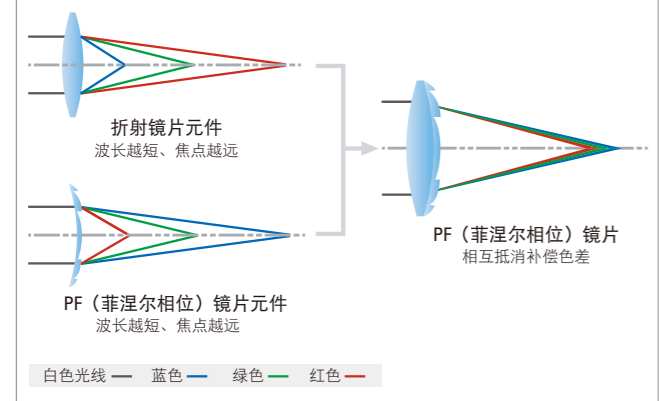 折射镜片元件
波长越短、焦点越远
PF（菲涅尔相位）镜片
相互抵消补偿色差
PF（菲涅尔相位）镜片元件
波长越短、焦点越远
白色光线 蓝色 绿色 红色